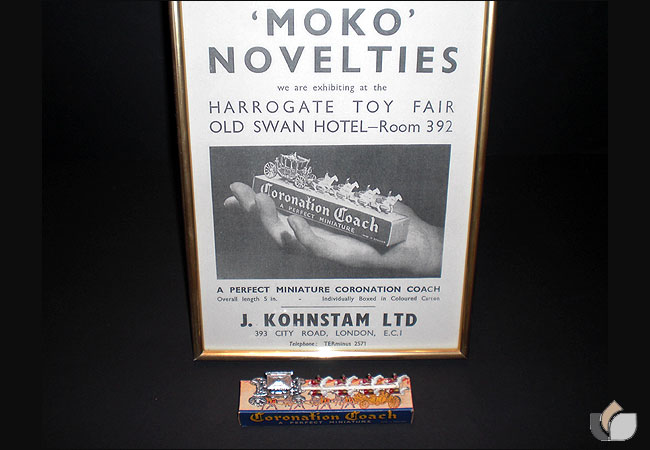 'MOKO'
NOVELTIES
we are exhibiting at the
HARROGATE TOY FAIR
OLD SWAN HOTEL—Room 392
Coronation Coach
A PERFECT MINIATURE
A PERFECT MINIATURE CORONATION COACH
Overall length 5 in. - Individually Boxed in Coloured Carton
J. KOHNSTAM LTD
393 CITY ROAD, LONDON, E.C.1
Telephone: TERminus 2571
Coronation Coach
A PERFECT MINIATURE